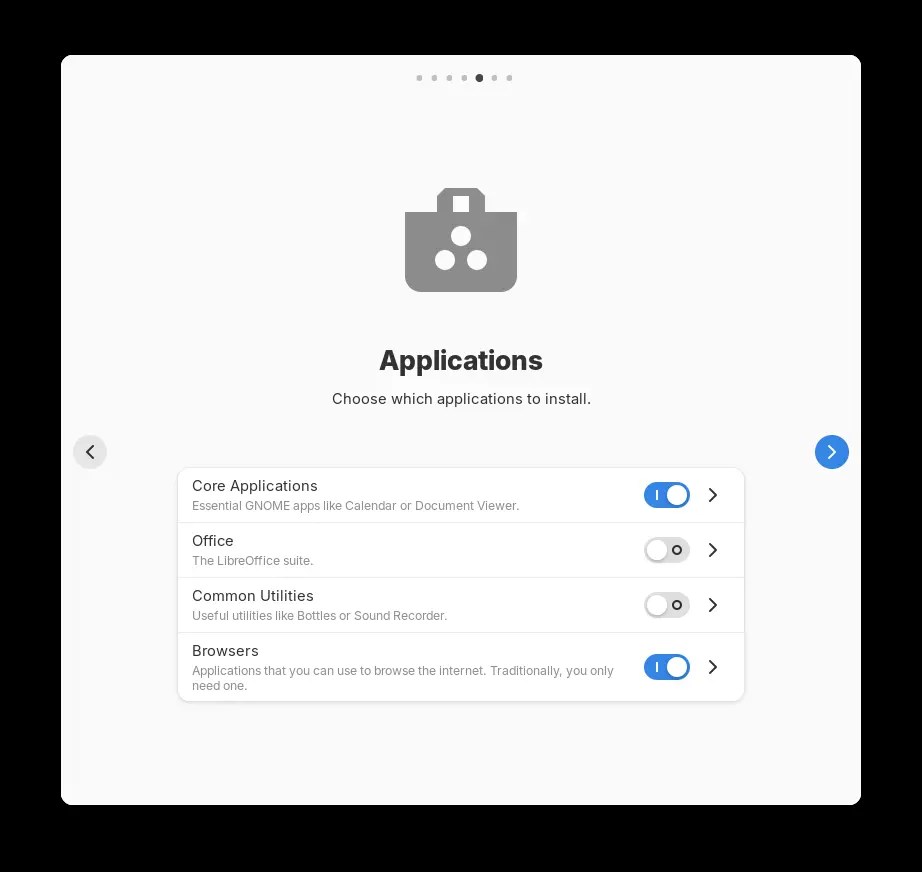 Applications
Choose which applications to install.
Core Applications
Essential GNOME apps like Calendar or Document Viewer.
Office
The LibreOffice suite.
Common Utilities
Useful utilities like Bottles or Sound Recorder.
Browsers
Applications that you can use to browse the internet. Traditionally, you only
need one.